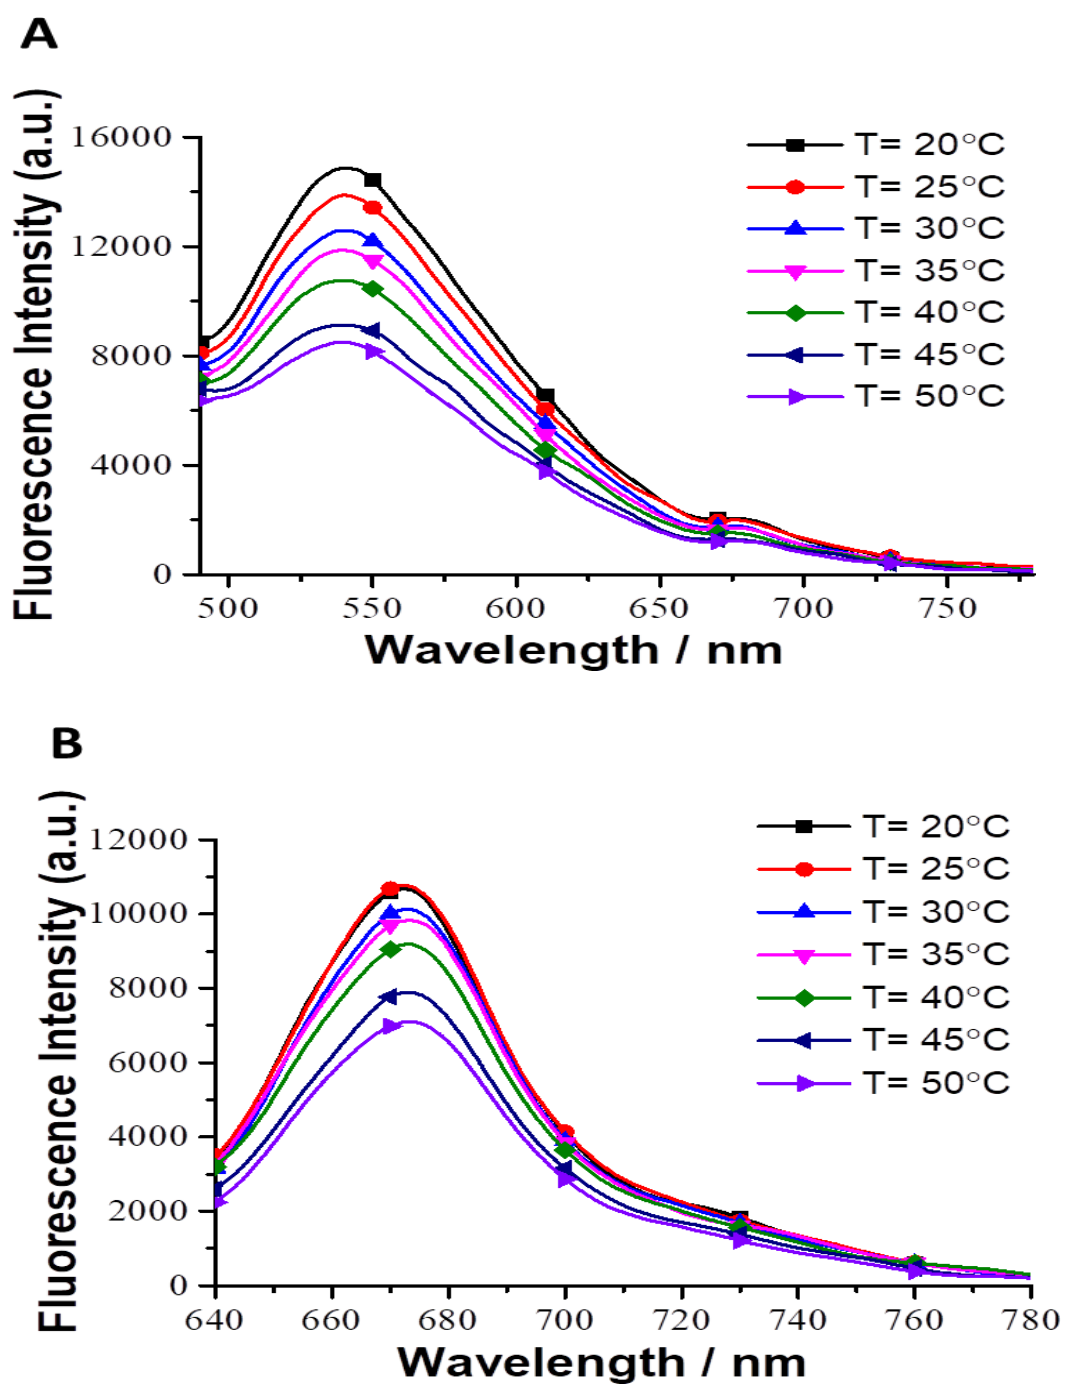 A
Fluorescence Intensity (a.u.)
16000
12000
8000
4000
0
T= 20°C
T= 25°C
T= 30°C
T= 35°C
T= 40°C
T= 45°C
T= 50°C
500 550 600 650 700 750
Wavelength / nm
B
Fluorescence Intensity (a.u.)
12000
10000
8000
6000
4000
2000
0
T= 20°C
T= 25°C
T= 30°C
T= 35°C
T= 40°C
T= 45°C
T= 50°C
640 660 680 700 720 740 760 780
Wavelength / nm